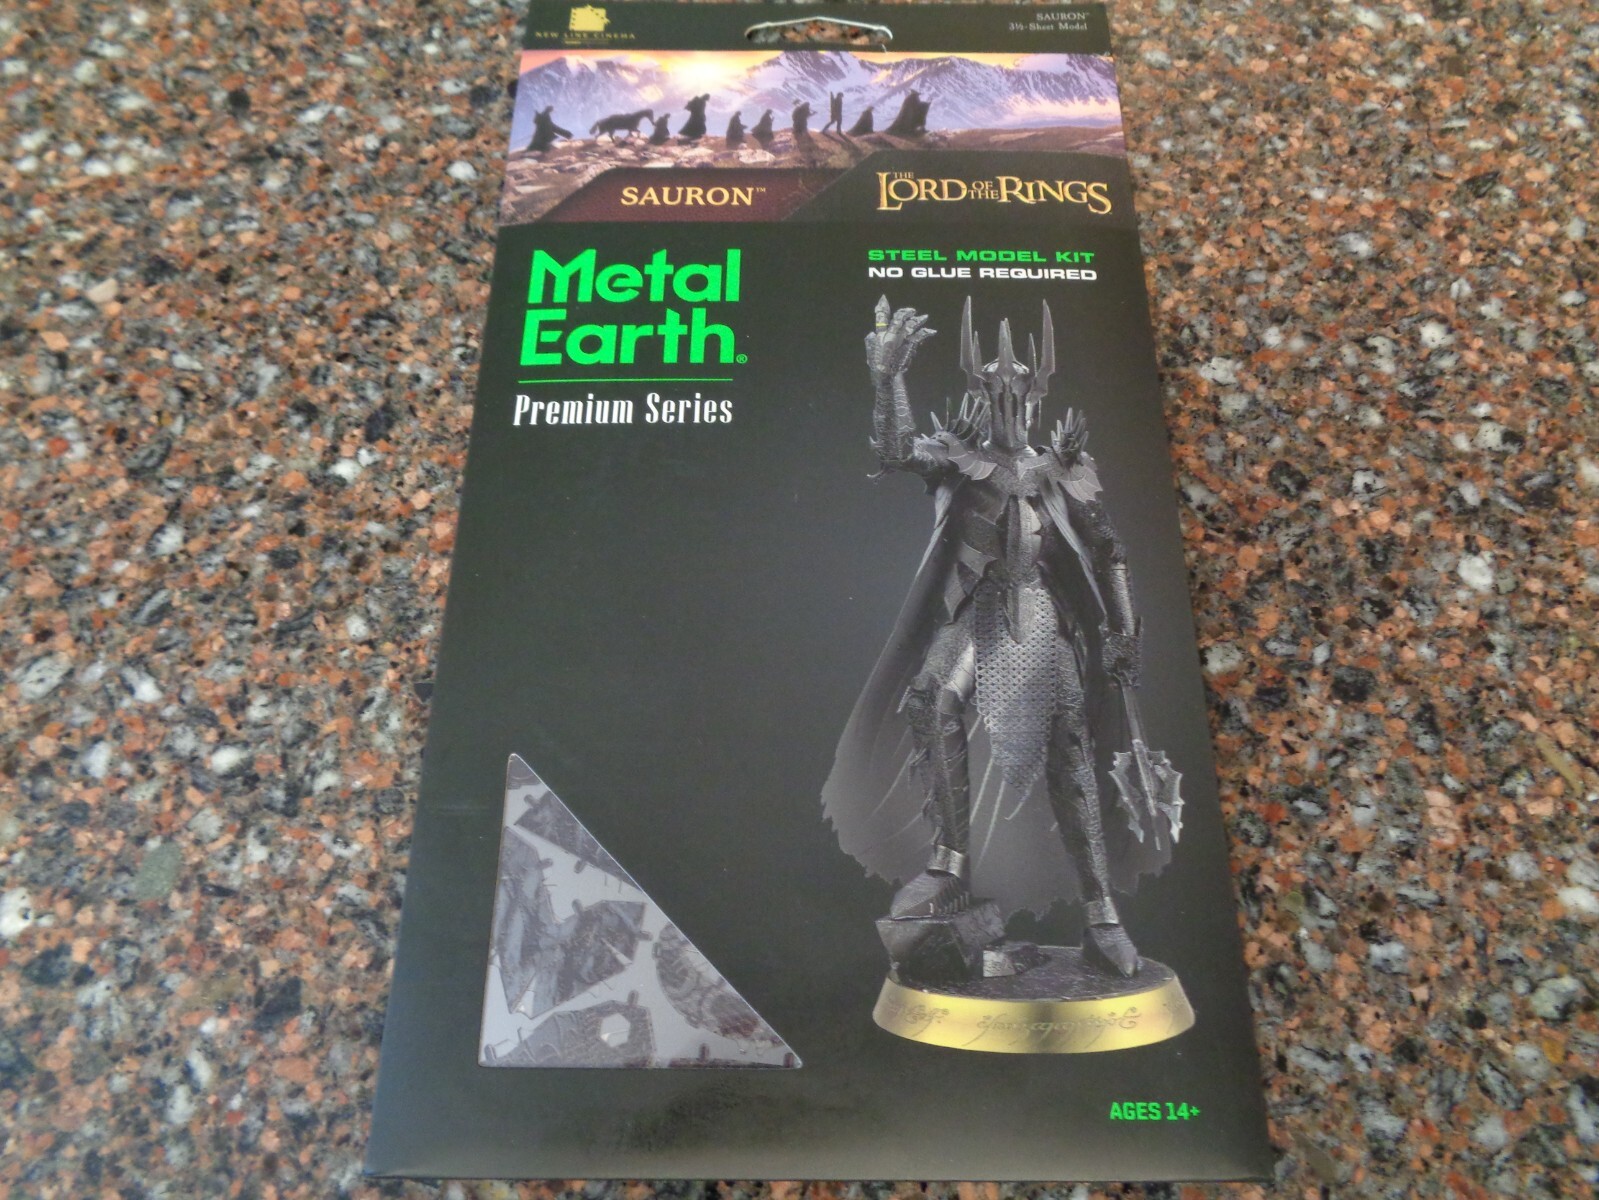 NEW LINE CINEMA
SAURON™
3½-Sheet Model
SAURON™
THE LORD OF THE RINGS
Metal
Earth®
Premium Series
STEEL MODEL KIT
NO GLUE REQUIRED
AGES 14+